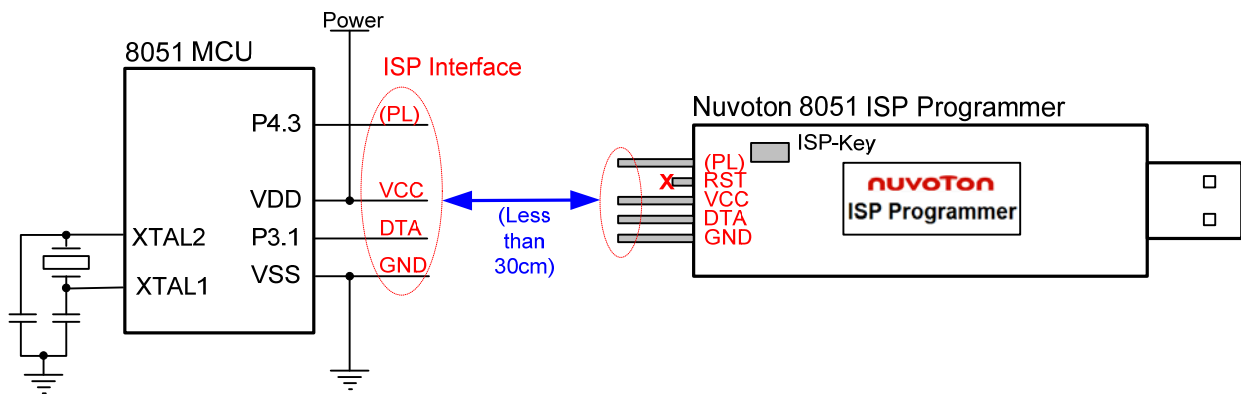 Power
8051 MCU
ISP Interface
P4.3
(PL)
VDD
VCC
XTAL2
P3.1
DTA
XTAL1
VSS
GND
(Less
than
30cm)
Nuvoton 8051 ISP Programmer
ISP-Key
(PL)
X
RST
VCC
DTA
GND
nuvoTon
ISP Programmer